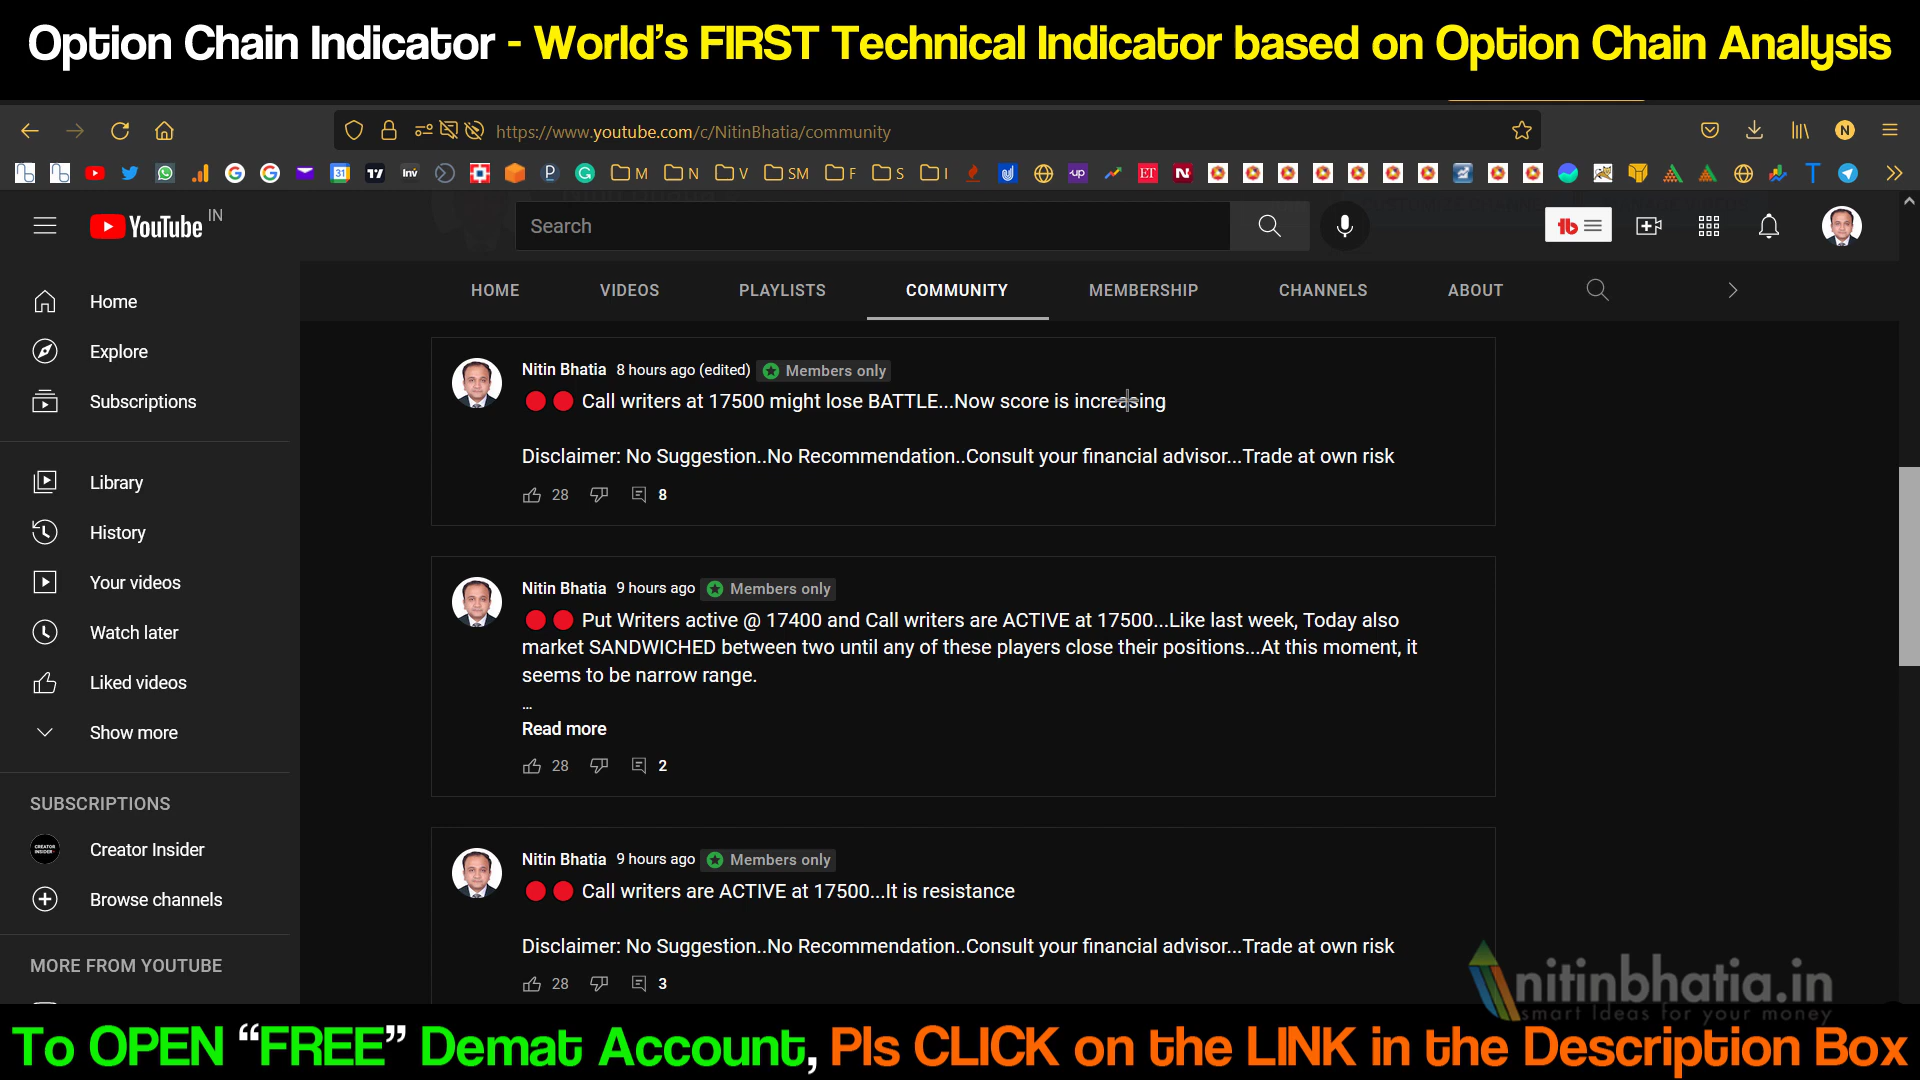 Option Chain Indicator - World's FIRST Technical Indicator based on Option Chain Analysis
https://www.youtube.com/c/NitinBhatia/community
M N V SM F S I
YouTube IN
Search
HOME VIDEOS PLAYLISTS COMMUNITY MEMBERSHIP CHANNELS ABOUT
Home
Explore
Subscriptions
Library
History
Your videos
Watch later
Liked videos
Show more
SUBSCRIPTIONS
Creator Insider
Browse channels
MORE FROM YOUTUBE
Nitin Bhatia 8 hours ago (edited) Members only
Call writers at 17500 might lose BATTLE...Now score is increasing
Disclaimer: No Suggestion..No Recommendation..Consult your financial advisor...Trade at own risk
28 8
Nitin Bhatia 9 hours ago Members only
Put Writers active @ 17400 and Call writers are ACTIVE at 17500...Like last week, Today also
market SANDWICHED between two until any of these players close their positions...At this moment, it
seems to be narrow range.
...
Read more
28 2
Nitin Bhatia 9 hours ago Members only
Call writers are ACTIVE at 17500...It is resistance
Disclaimer: No Suggestion..No Recommendation..Consult your financial advisor...Trade at own risk
28 3
nitinbhatia.in
smart Ideas for your money
To OPEN “FREE” Demat Account, Pls CLICK on the LINK in the Description Box